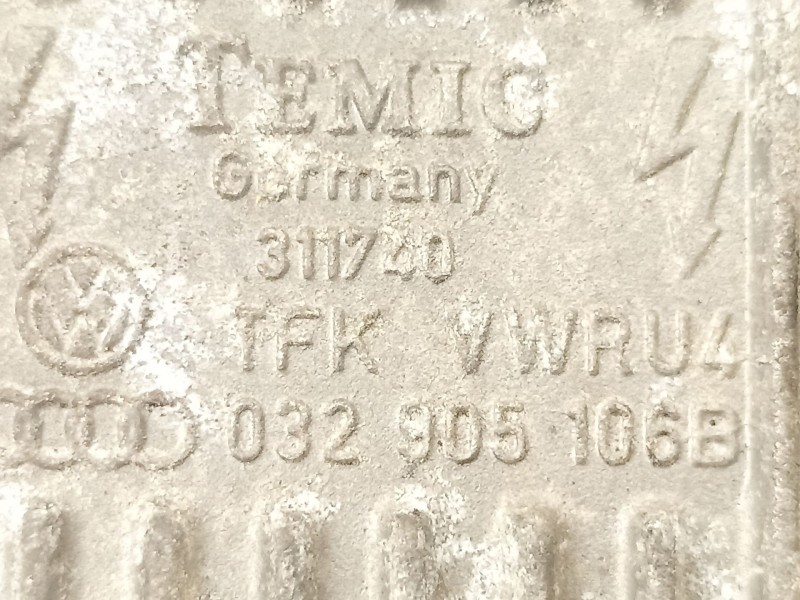 TEMIC
Germany
311740
TFK VWRU4
032 905 106B